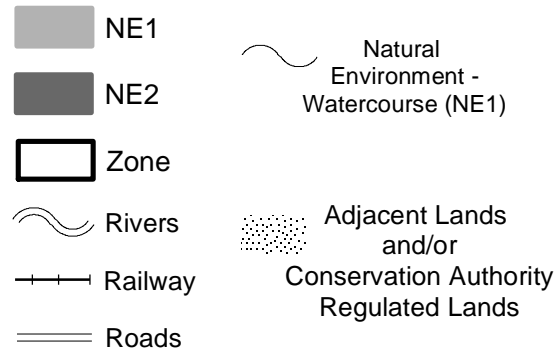 NE1
NE2
Zone
Rivers
Railway
Roads
Natural
Environment -
Watercourse (NE1)
Adjacent Lands
and/or
Conservation Authority
Regulated Lands